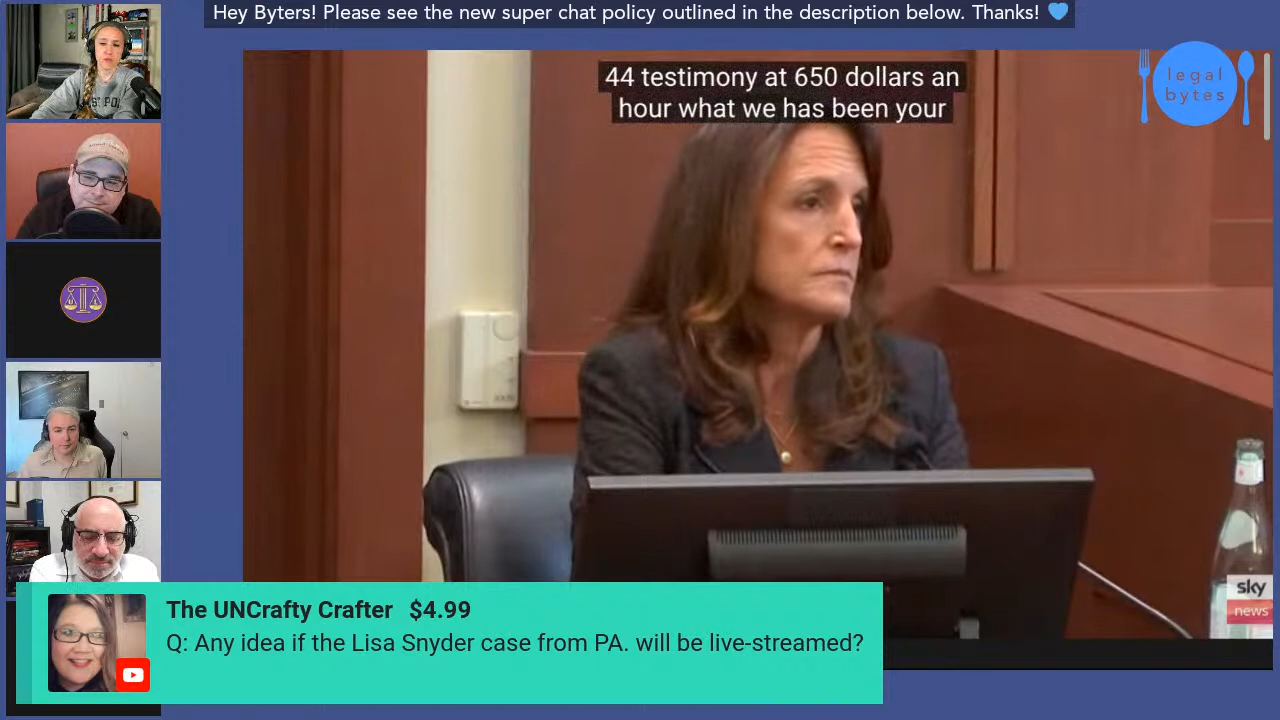 Hey Byters! Please see the new super chat policy outlined in the description below. Thanks! 💙
44 testimony at 650 dollars an
hour what we has been your
legal
bytes
sky
news
The UNCrafty Crafter $4.99
Q: Any idea if the Lisa Snyder case from PA. will be live-streamed?